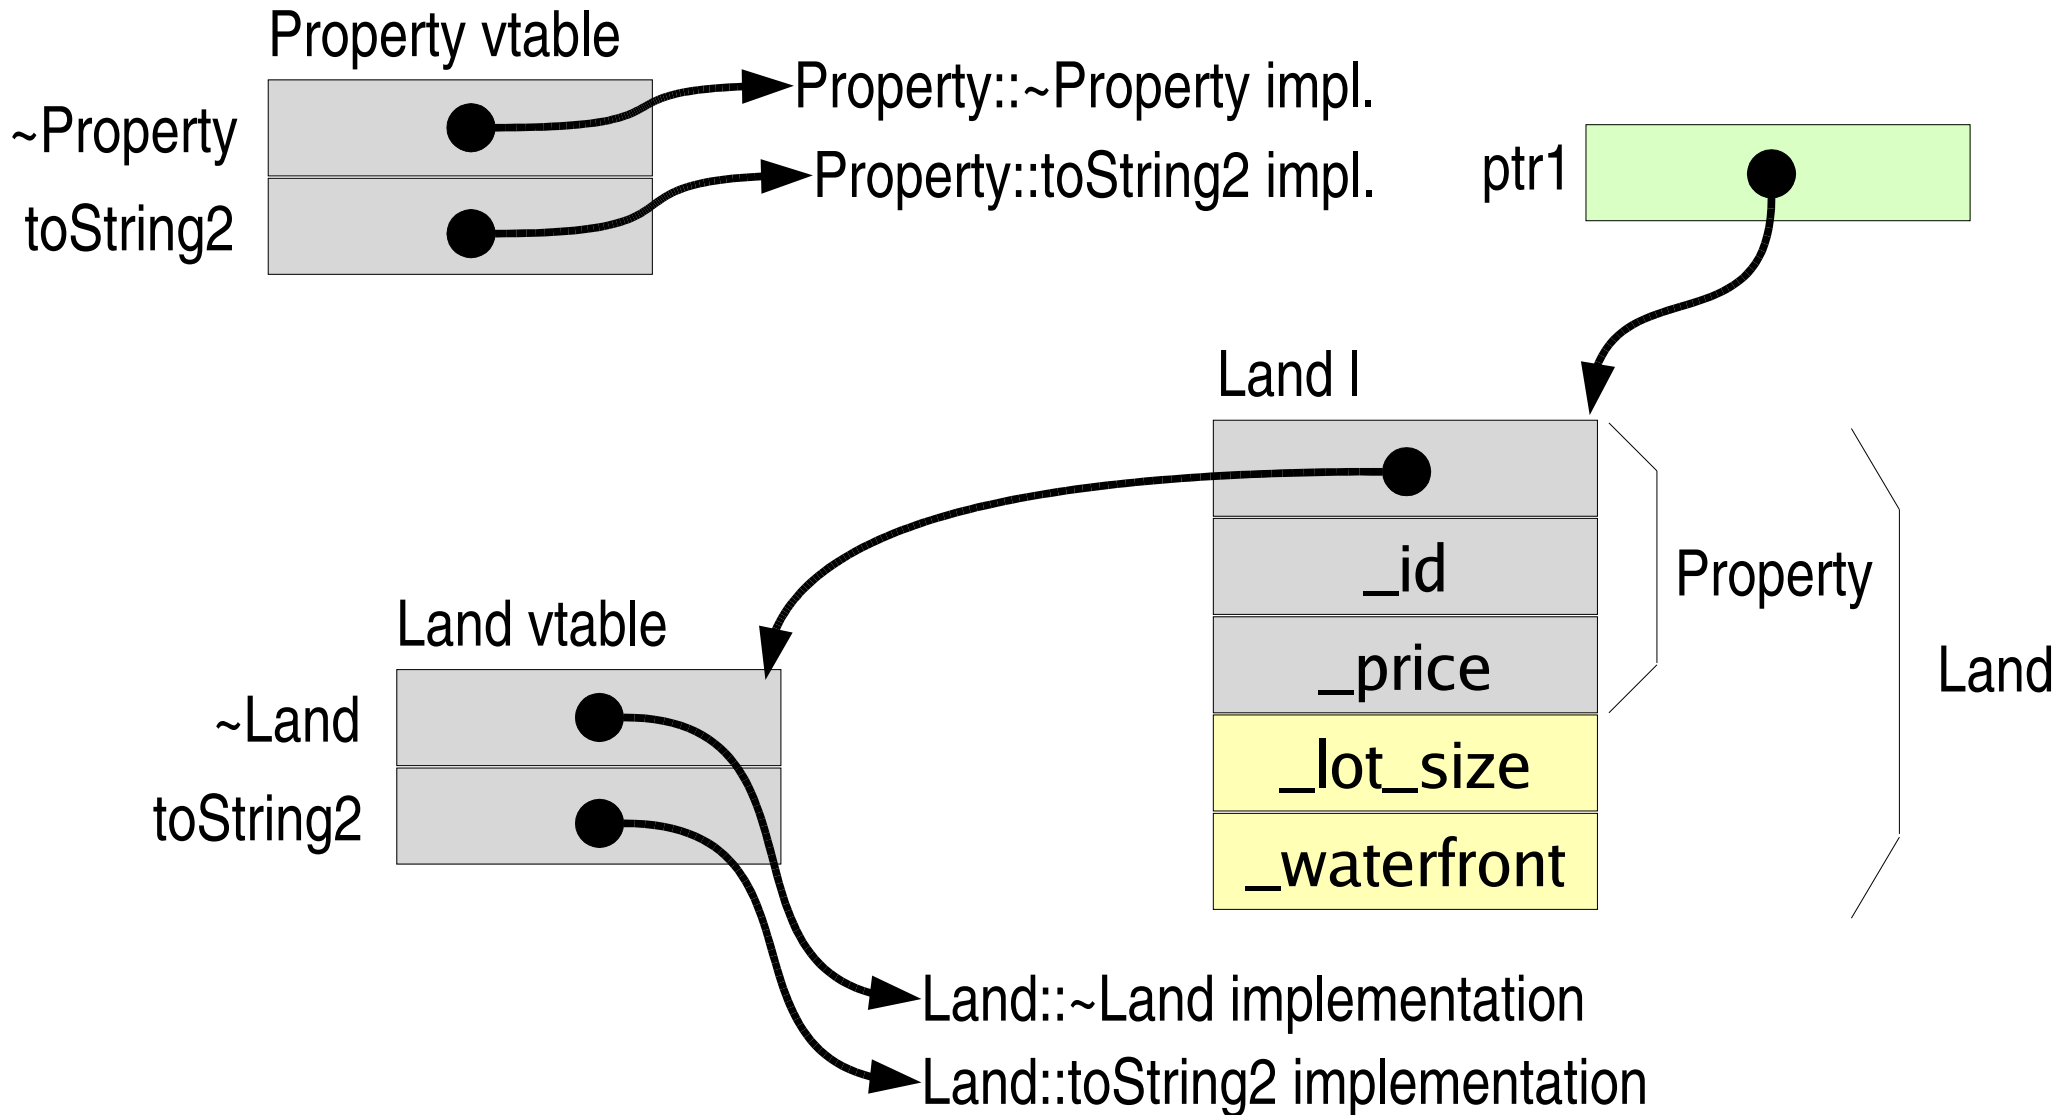 Property vtable
~Property
Property::~Property impl.
toString2
Property::toString2 impl.
ptr1
Land l
_id
_price
_lot_size
_waterfront
Property
Land
Land vtable
~Land
toString2
Land::~Land implementation
Land::toString2 implementation